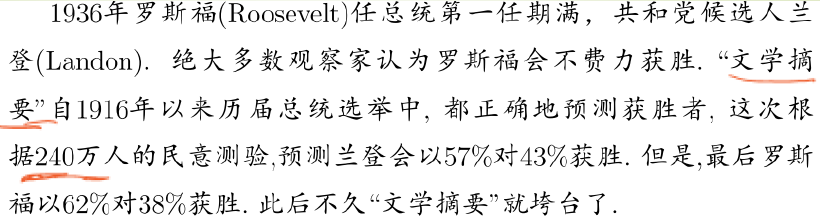 1936年罗斯福(Roosevelt)任总统第一任期满, 共和党候选人兰
登(Landon). 绝大多数观察家认为罗斯福会不费力获胜. “文学摘
要”自1916年以来历届总统选举中, 都正确地预测获胜者, 这次根
据240万人的民意测验,预测兰登会以57%对43%获胜. 但是,最后罗斯
福以62%对38%获胜. 此后不久“文学摘要”就垮台了.